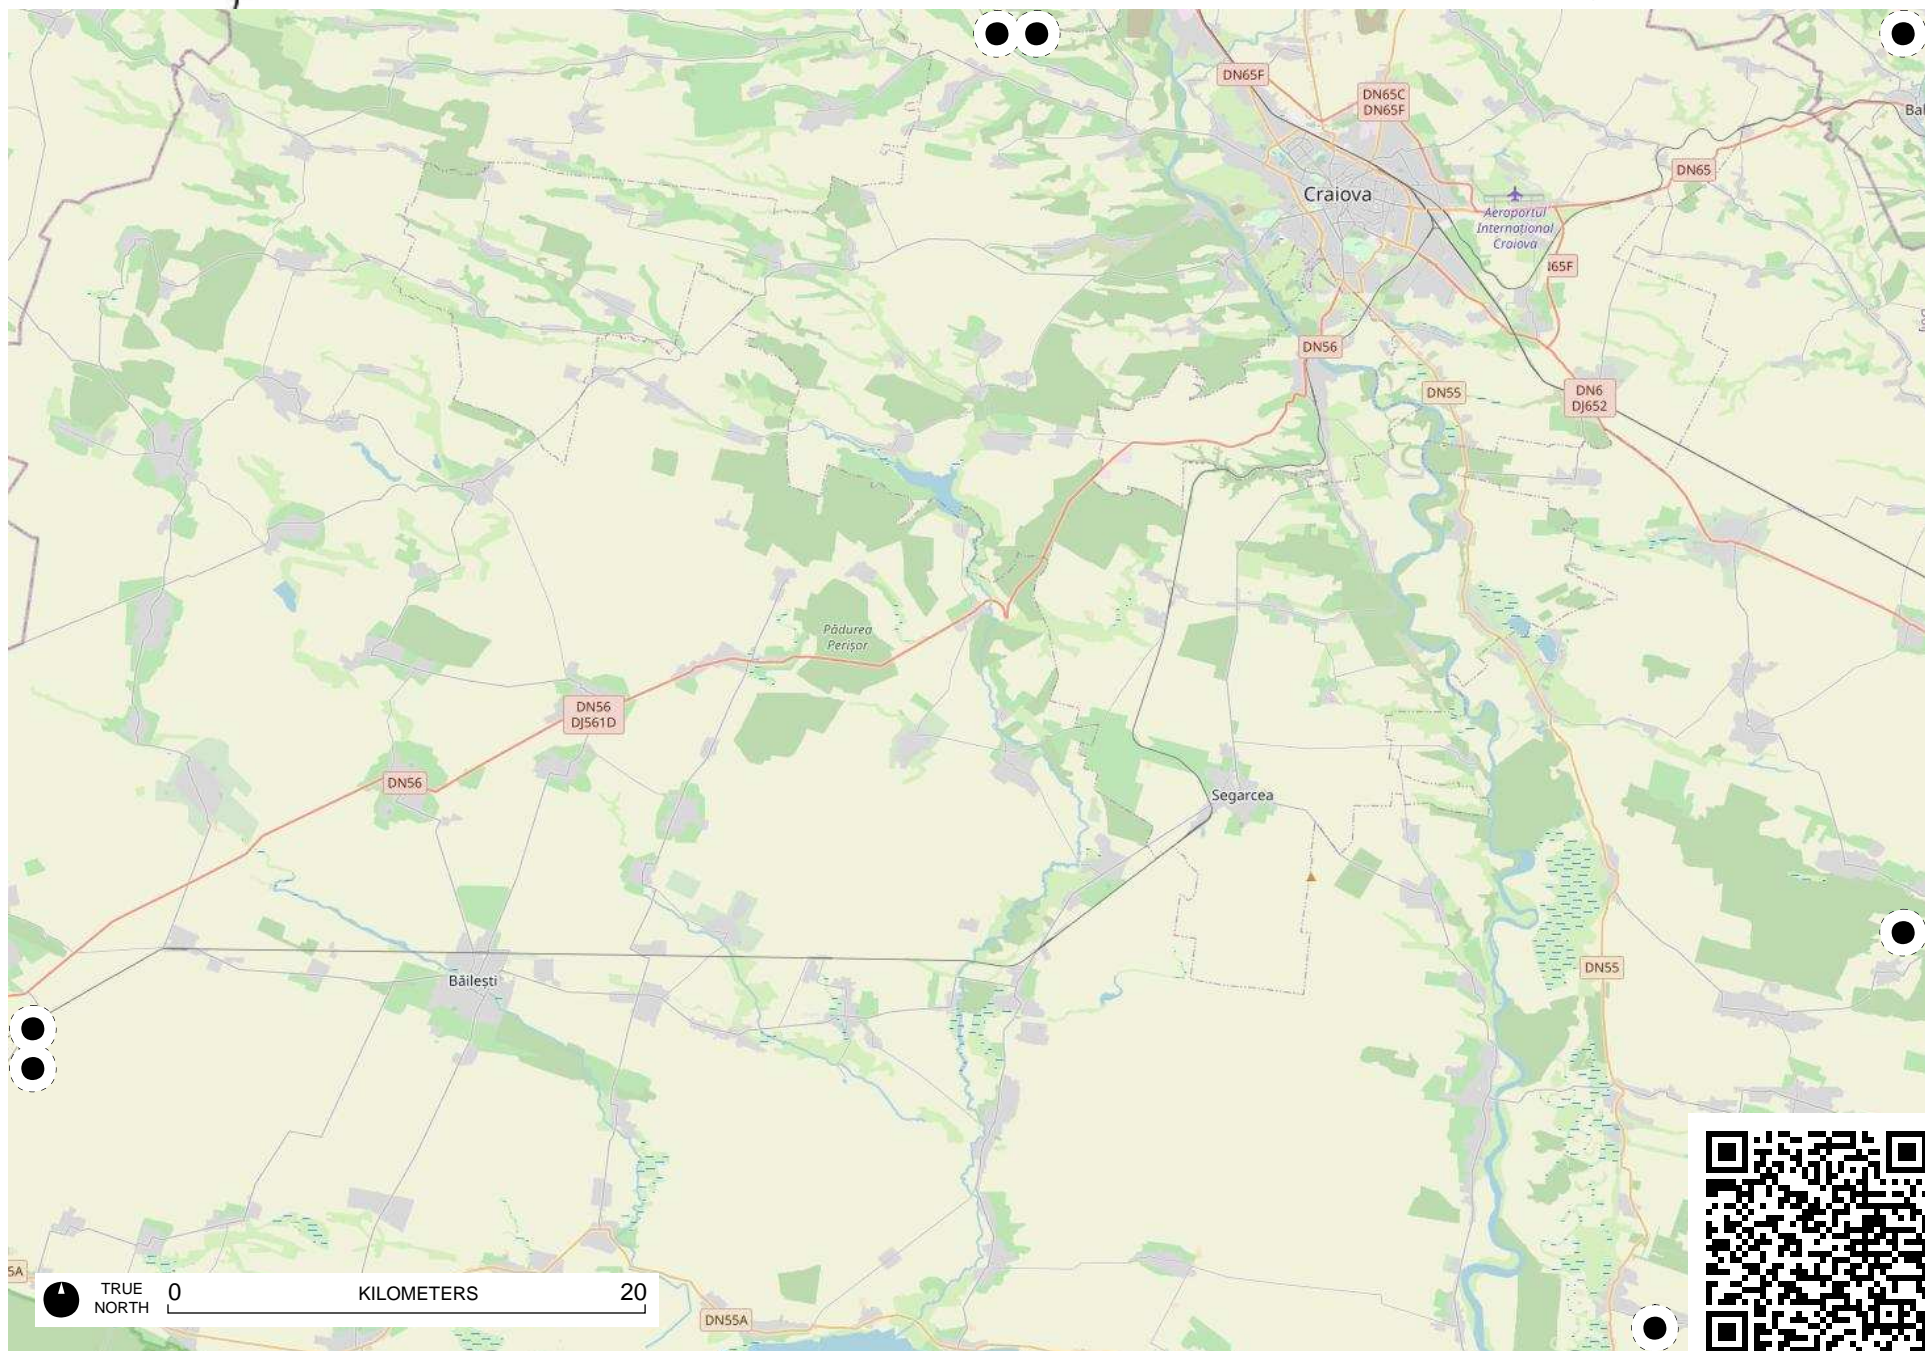 DN65F
DN65C
DN65F
DN65
Craiova
Aeroportul
Internațional
Craiova
DN56
DN55
DN6
DJ652
Pădurea
Perișor
DN56
DJ561D
DN56
Segarcea
Băilești
DN55
TRUE
NORTH
0
KILOMETERS
20
DN55A